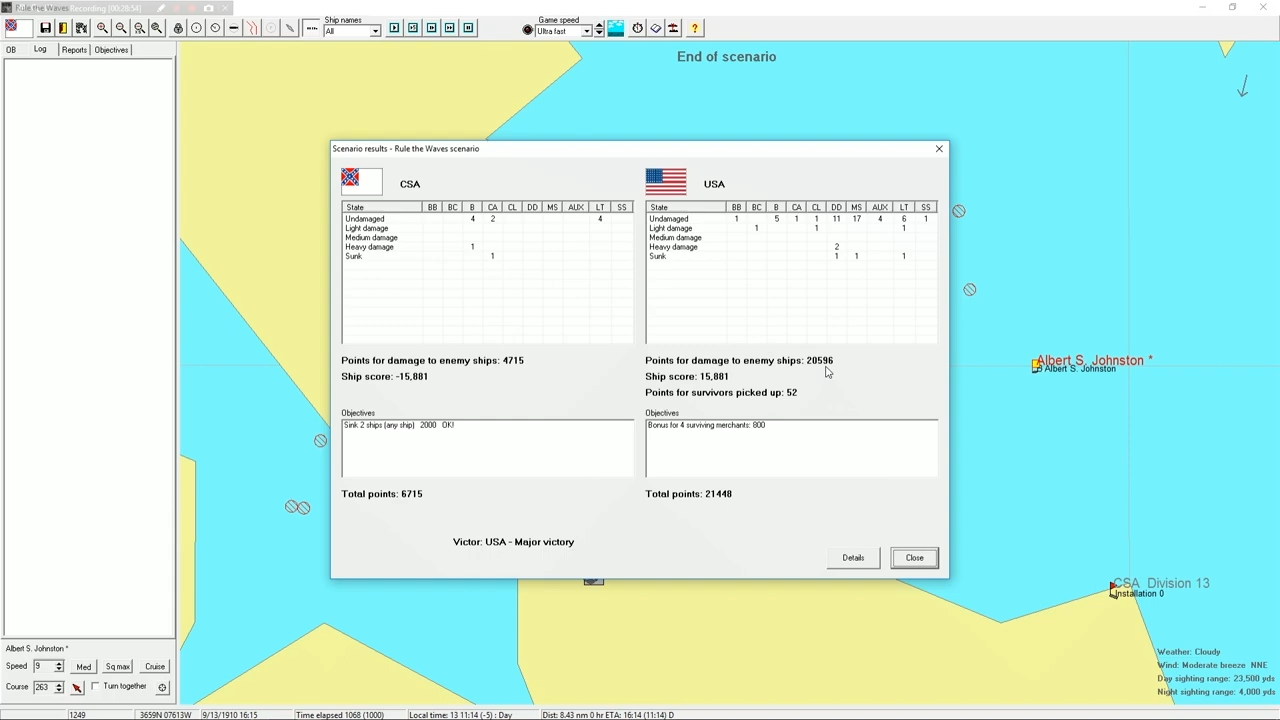 Rule the Waves
Recording [00:28:54]
Ship names
All
Game speed
Ultra fast
?
OB Log Reports Objectives
End of scenario
Scenario results - Rule the Waves scenario
CSA
USA
State BB BC B CA CL DD MS AUX LT SS
Undamaged 4 2 4
Light damage
Medium damage
Heavy damage 1
Sunk 1
State BB BC B CA CL DD MS AUX LT SS
Undamaged 1 5 1 1 11 17 4 6 1
Light damage 1 1 1
Medium damage
Heavy damage 2
Sunk 1 1 1
Points for damage to enemy ships: 4715
Ship score: -15,881
Points for damage to enemy ships: 20596
Ship score: 15,881
Points for survivors picked up: 52
Objectives
Sink 2 ships (any ship) 2000 OK!
Objectives
Bonus for 4 surviving merchants: 800
Total points: 6715
Total points: 21448
Victor: USA - Major victory
Details
Close
Albert S. Johnston *
Albert S. Johnston
CSA Division 13
Installation 0
Weather: Cloudy
Wind: Moderate breeze NNE
Day sighting range: 23,500 yds
Night sighting range: 4,000 yds
Albert S. Johnston *
Speed 9 Med Sq max Cruise
Course 263 Turn together
1249 3659N 07613W 9/13/1910 16:15 Time elapsed 1068 (1000) Local time: 13 11:14 (-5) : Day Dist: 8.43 nm 0 hr ETA: 16:14 (11:14) D